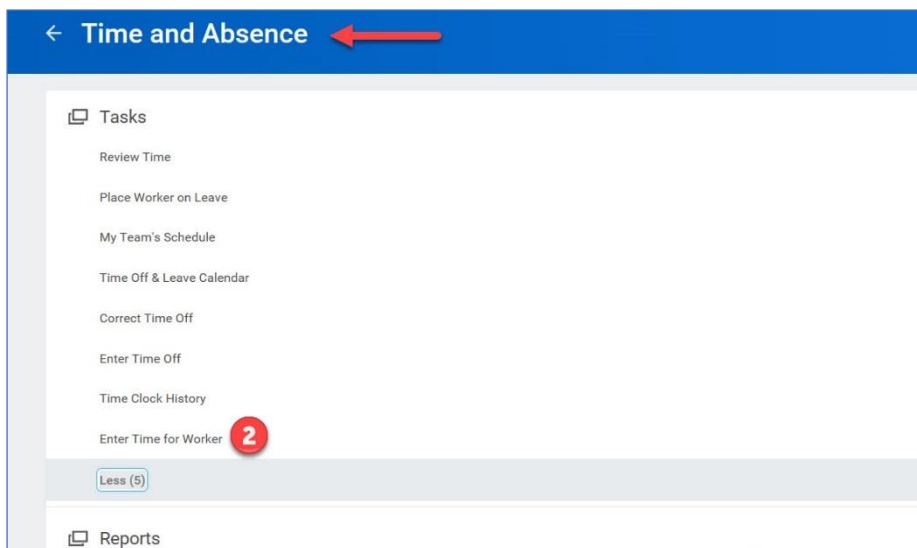 Time and Absence
Tasks
Review Time
Place Worker on Leave
My Team's Schedule
Time Off & Leave Calendar
Correct Time Off
Enter Time Off
Time Clock History
Enter Time for Worker 2
Less (5)
Reports